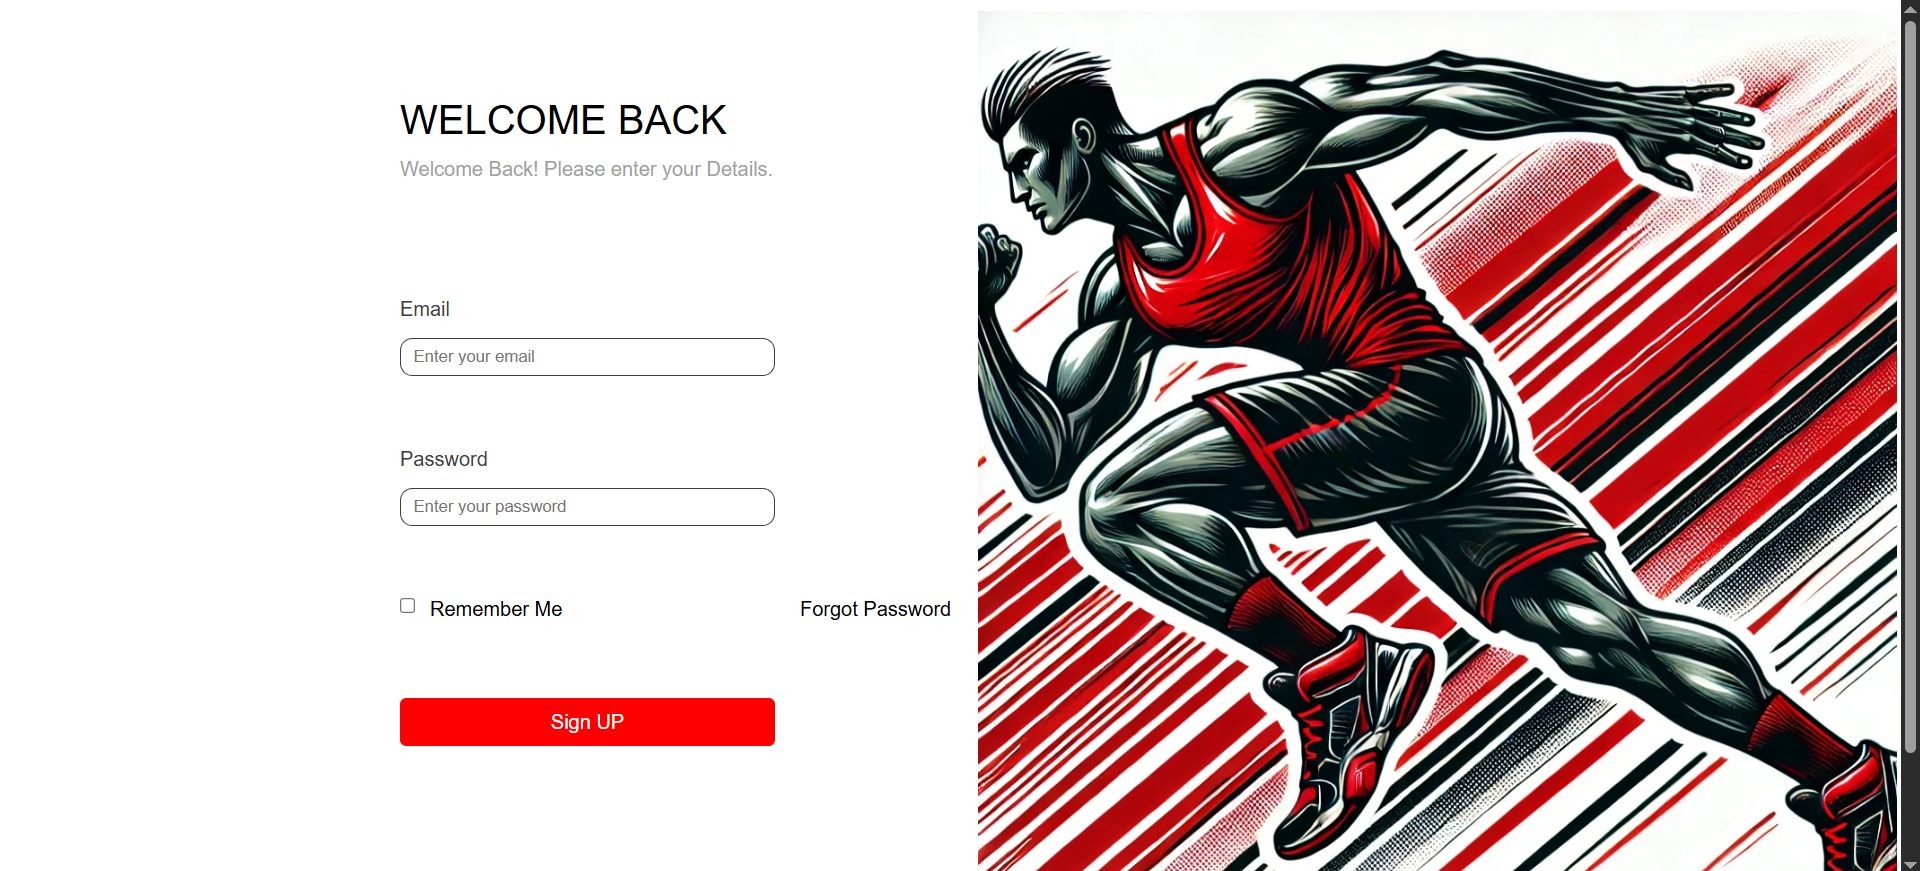 WELCOME BACK
Welcome Back! Please enter your Details.
Email
Enter your email
Password
Enter your password
Remember Me
Forgot Password
Sign UP